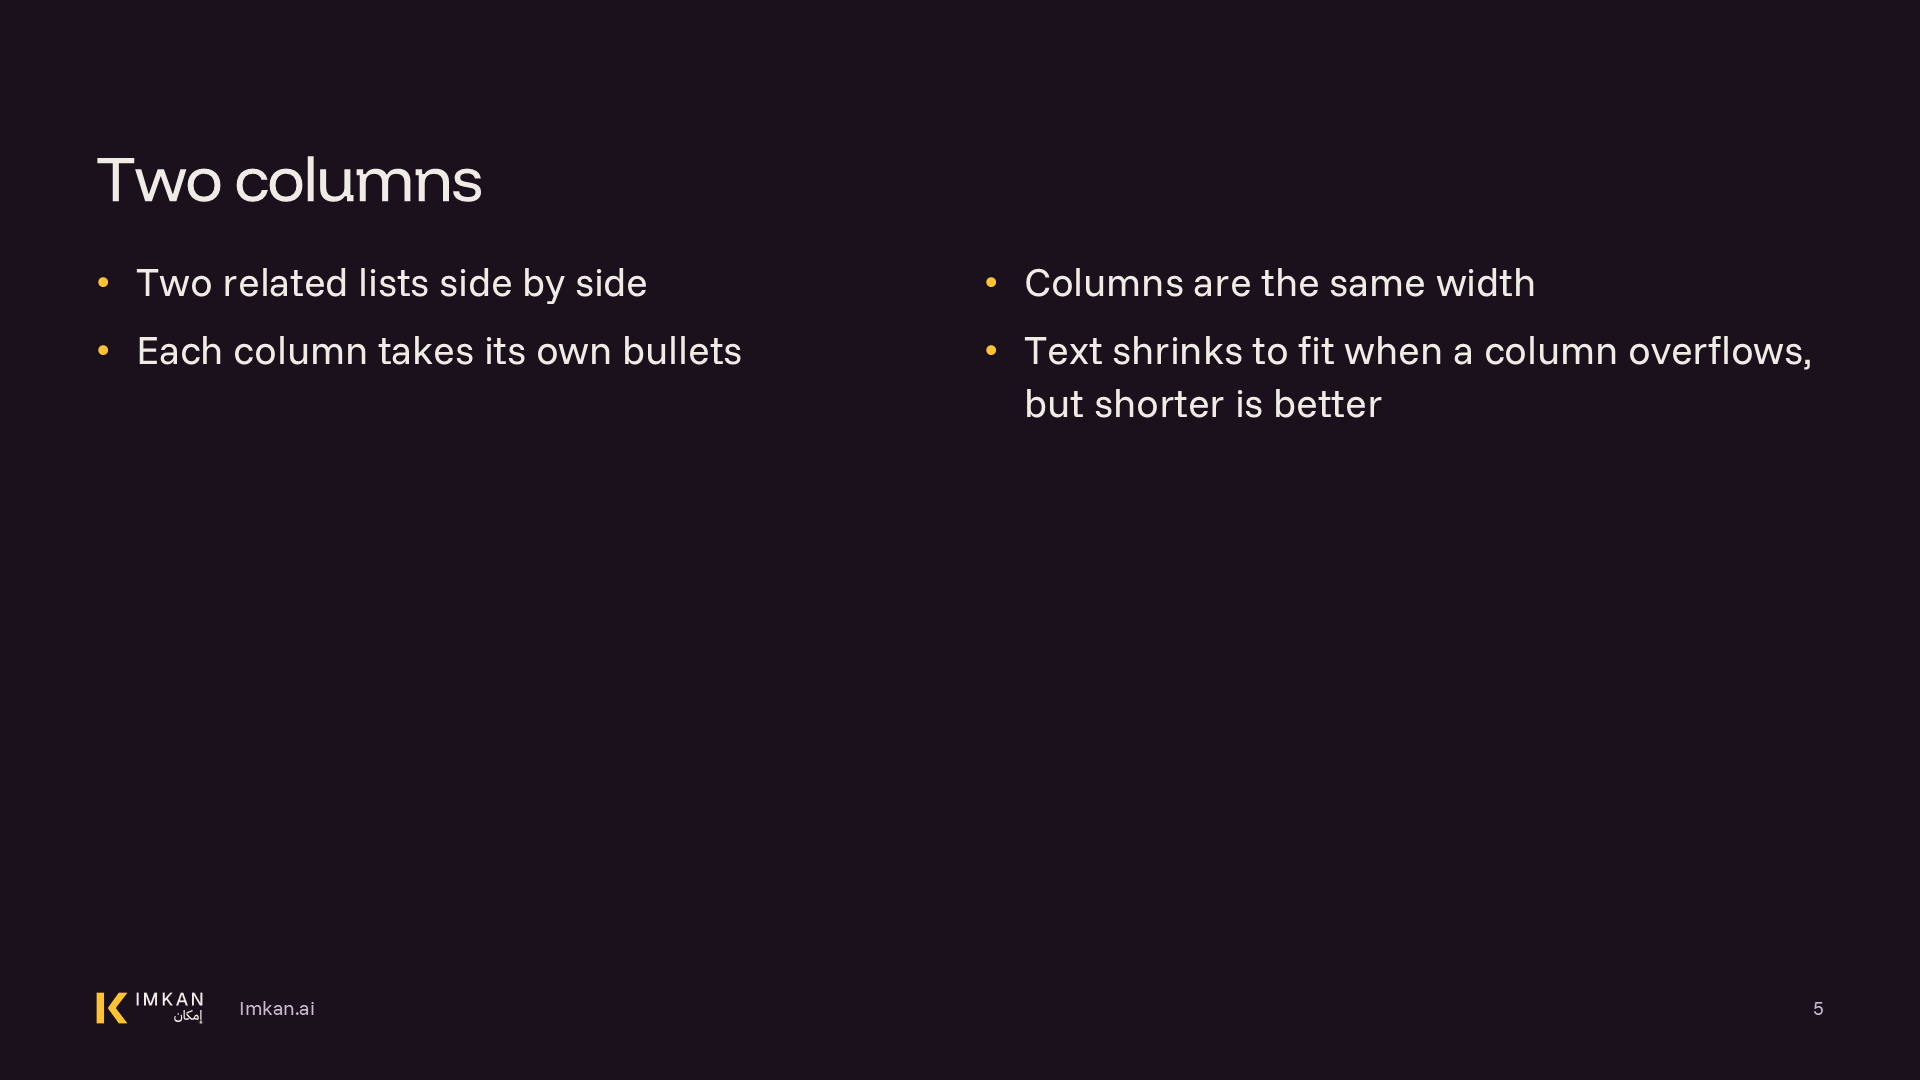 Two columns
• Two related lists side by side
• Each column takes its own bullets
• Columns are the same width
• Text shrinks to fit when a column overflows,
but shorter is better
IMKAN
إمكان
Imkan.ai
5